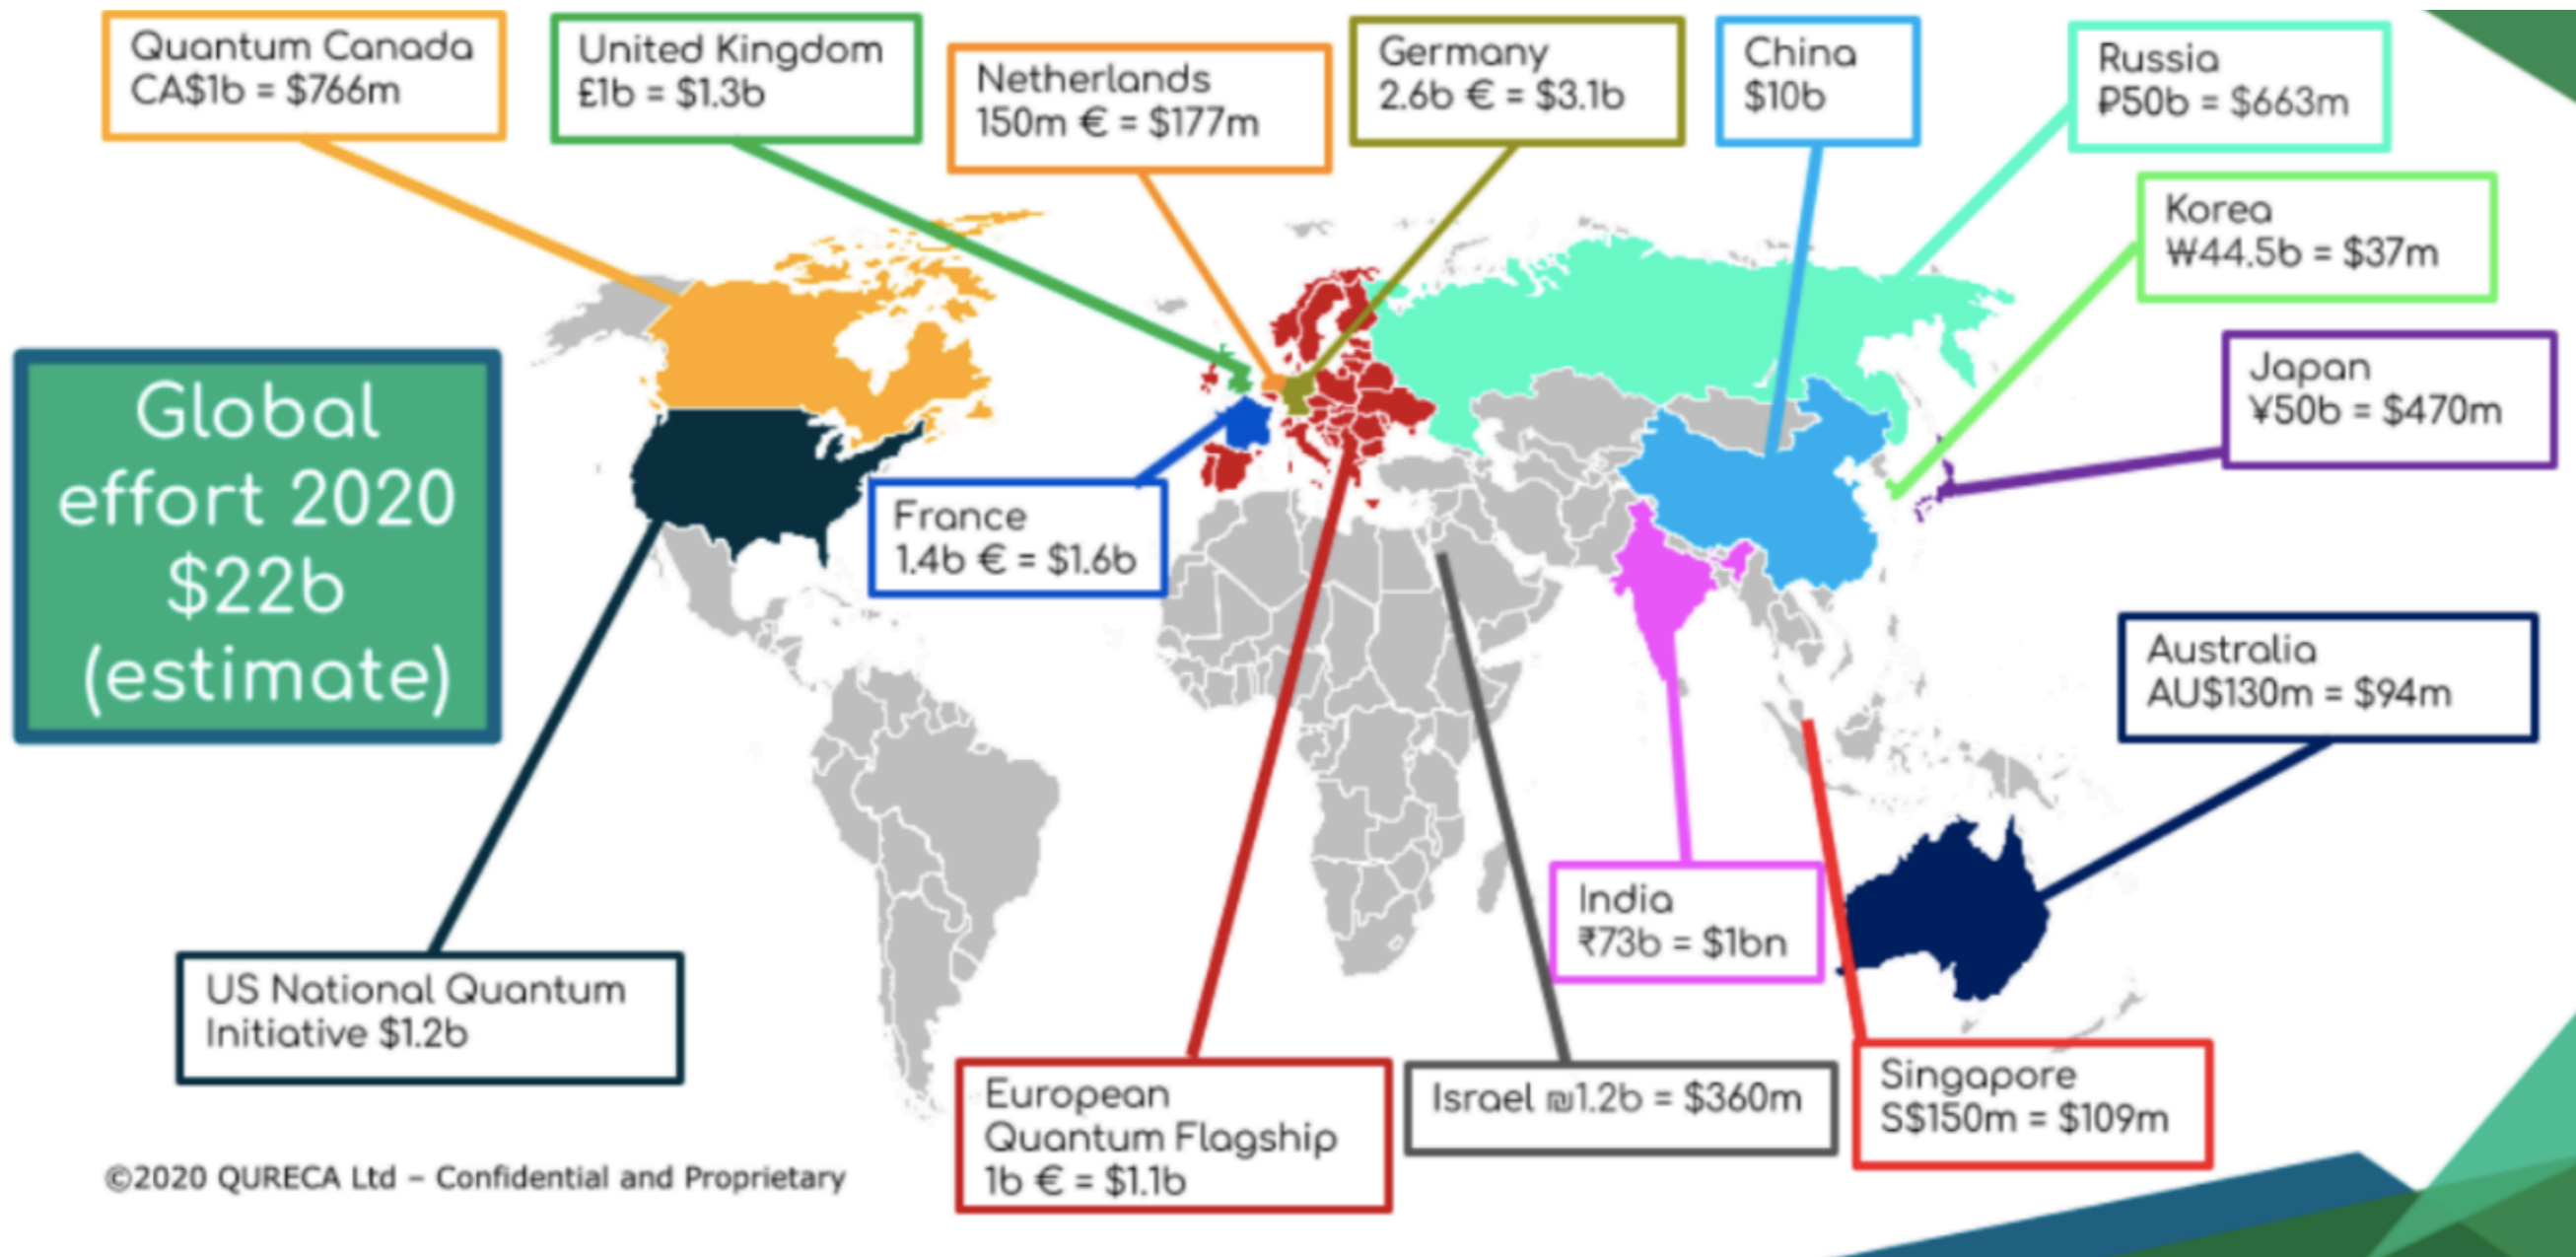 Quantum Canada
CA$1b = $766m
United Kingdom
£1b = $1.3b
Netherlands
150m € = $177m
Germany
2.6b € = $3.1b
China
$10b
Russia
₽50b = $663m
Korea
₩44.5b = $37m
Japan
¥50b = $470m
Global
effort 2020
$22b
(estimate)
France
1.4b € = $1.6b
Australia
AU$130m = $94m
India
₹73b = $1bn
US National Quantum
Initiative $1.2b
European
Quantum Flagship
1b € = $1.1b
Israel ₪1.2b = $360m
Singapore
S$150m = $109m
©2020 QURECA Ltd – Confidential and Proprietary